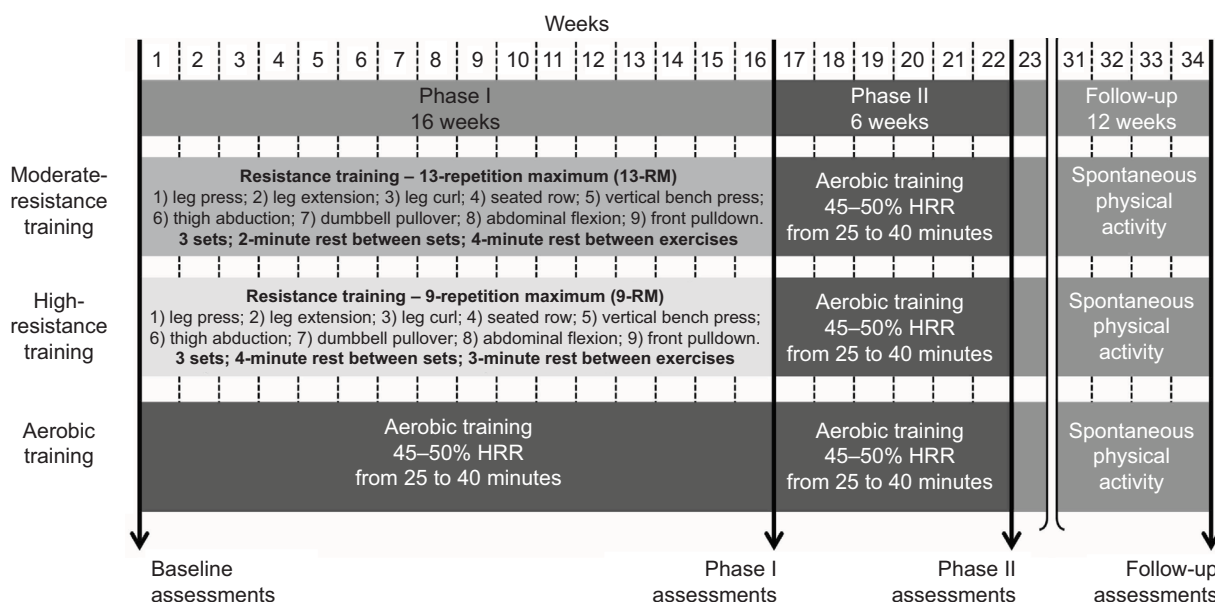 Weeks
1 2 3 4 5 6 7 8 9 10 11 12 13 14 15 16 17 18 19 20 21 22 23 31 32 33 34
Phase I
16 weeks
Phase II
6 weeks
Follow-up
12 weeks
Moderate-
resistance
training
Resistance training – 13-repetition maximum (13-RM)
1) leg press; 2) leg extension; 3) leg curl; 4) seated row; 5) vertical bench press;
6) thigh abduction; 7) dumbbell pullover; 8) abdominal flexion; 9) front pulldown.
3 sets; 2-minute rest between sets; 4-minute rest between exercises
Aerobic training
45–50% HRR
from 25 to 40 minutes
Spontaneous
physical
activity
High-
resistance
training
Resistance training – 9-repetition maximum (9-RM)
1) leg press; 2) leg extension; 3) leg curl; 4) seated row; 5) vertical bench press;
6) thigh abduction; 7) dumbbell pullover; 8) abdominal flexion; 9) front pulldown.
3 sets; 4-minute rest between sets; 3-minute rest between exercises
Aerobic training
45–50% HRR
from 25 to 40 minutes
Spontaneous
physical
activity
Aerobic
training
Aerobic training
45–50% HRR
from 25 to 40 minutes
Aerobic training
45–50% HRR
from 25 to 40 minutes
Spontaneous
physical
activity
Baseline
assessments
Phase I
assessments
Phase II
assessments
Follow-up
assessments